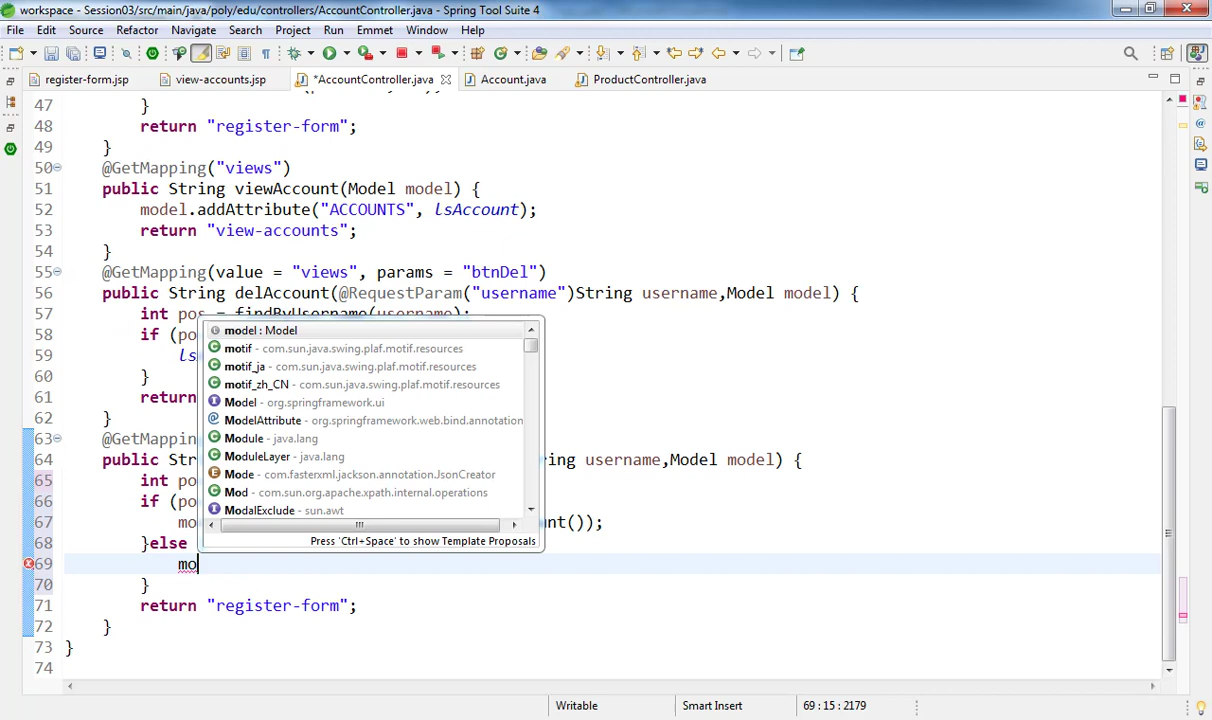 workspace - Session03/src/main/java/poly/edu/controllers/AccountController.java - Spring Tool Suite 4
File Edit Source Refactor Navigate Search Project Run Emmet Window Help
register-form.jsp view-accounts.jsp *AccountController.java Account.java ProductController.java
47 }
48 return "register-form";
49 }
50 @GetMapping("views")
51 public String viewAccount(Model model) {
52 model.addAttribute("ACCOUNTS", lsAccount);
53 return "view-accounts";
54 }
55 @GetMapping(value = "views", params = "btnDel")
56 public String delAccount(@RequestParam("username")String username,Model model) {
57 int pos = findByUsername(username);
58 if (po
59 ls
60 }
61 return
62 }
63 @GetMappin
64 public Str ring username,Model model) {
65 int po
66 if (po
67 mo nt());
68 }else
69 mo
70 }
71 return "register-form";
72 }
73 }
74
model : Model
motif - com.sun.java.swing.plaf.motif.resources
motif_ja - com.sun.java.swing.plaf.motif.resources
motif_zh_CN - com.sun.java.swing.plaf.motif.resources
Model - org.springframework.ui
ModelAttribute - org.springframework.web.bind.annotation
Module - java.lang
ModuleLayer - java.lang
Mode - com.fasterxml.jackson.annotation.JsonCreator
Mod - com.sun.org.apache.xpath.internal.operations
ModalExclude - sun.awt
Press 'Ctrl+Space' to show Template Proposals
Writable Smart Insert 69 : 15 : 2179